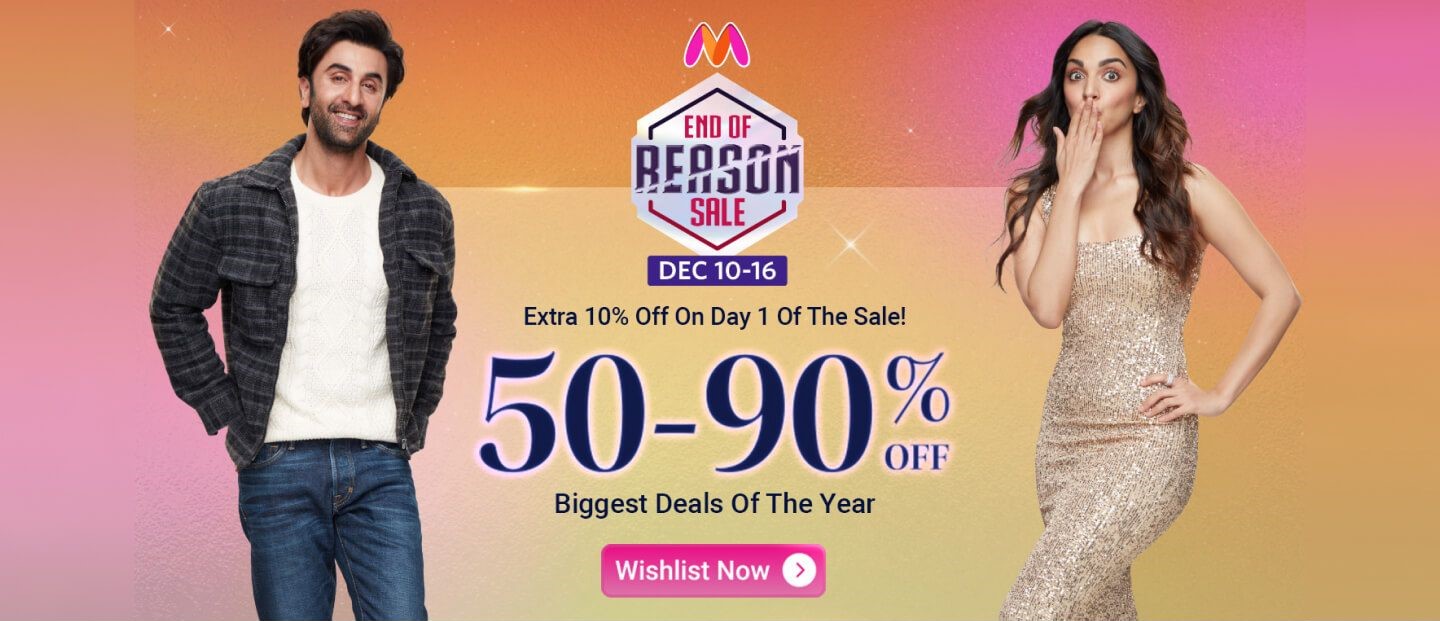 END OF
REASON
SALE
DEC 10-16
Extra 10% Off On Day 1 Of The Sale!
50-90% OFF
Biggest Deals Of The Year
Wishlist Now